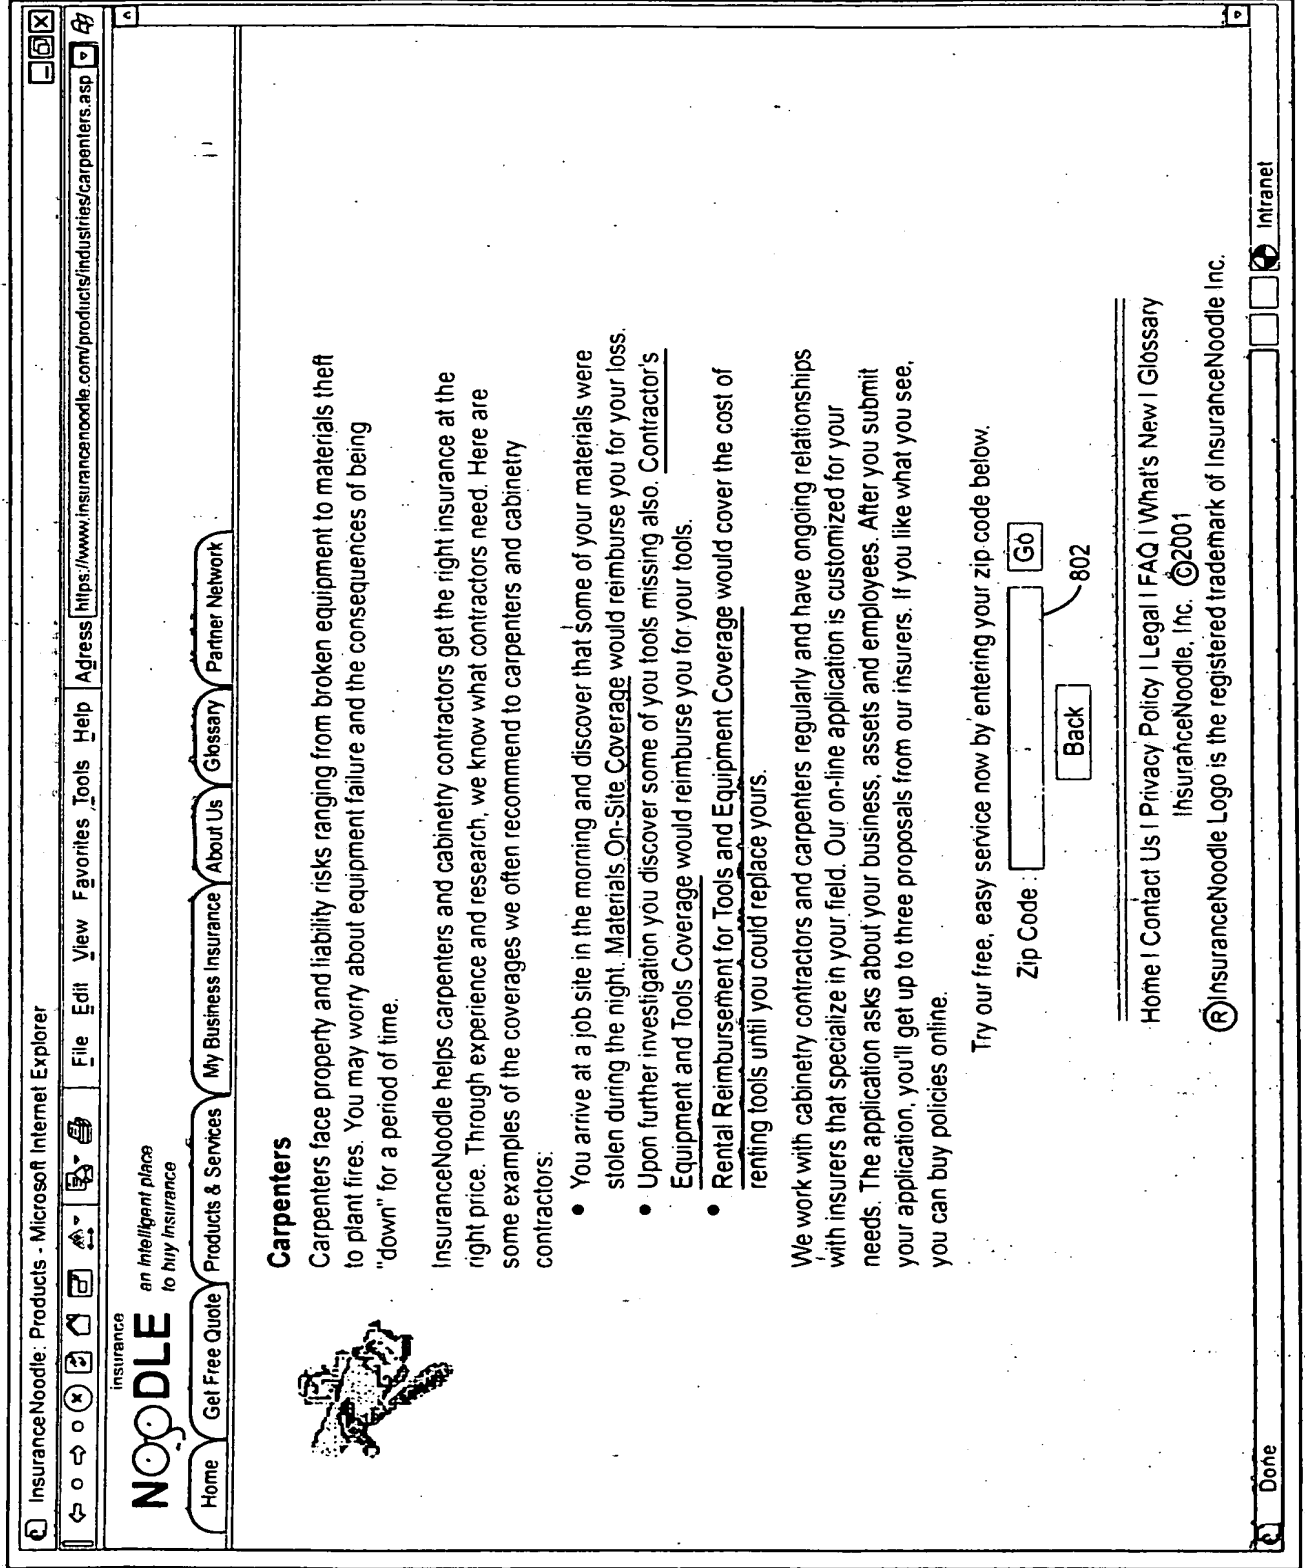 InsuranceNoodle: Products - Microsoft Internet Explorer
File Edit View Favorites Tools Help Adress https://www.insurancenoodle.com/products/industries/carpenters.asp
insurance
NOODLE
an intelligent place
to buy insurance
Home Get Free Quote Products & Services My Business Insurance About Us Glossary Partner Network
Carpenters
Carpenters face property and liability risks ranging from broken equipment to materials theft
to plant fires. You may worry about equipment failure and the consequences of being
"down" for a period of time.
InsuranceNoodle helps carpenters and cabinetry contractors get the right insurance at the
right price. Through experience and research, we know what contractors need. Here are
some examples of the coverages we often recommend to carpenters and cabinetry
contractors:
• You arrive at a job site in the morning and discover that some of your materials were
stolen during the night. Materials On-Site Coverage would reimburse you for your loss.
• Upon further investigation you discover some of you tools missing also. Contractor's
Equipment and Tools Coverage would reimburse you for your tools.
• Rental Reimbursement for Tools and Equipment Coverage would cover the cost of
renting tools until you could replace yours.
We work with cabinetry contractors and carpenters regularly and have ongoing relationships
with insurers that specialize in your field. Our on-line application is customized for your
needs. The application asks about your business, assets and employees. After you submit
your application, you'll get up to three proposals from our insurers. If you like what you see,
you can buy policies online.
Try our free, easy service now by entering your zip code below.
Zip Code: Go
802
Back
Home | Contact Us | Privacy Policy | Legal | FAQ | What's New | Glossary
InsuranceNoodle, Inc. ©2001
®InsuranceNoodle Logo is the registered trademark of InsuranceNoodle Inc.
Done Intranet